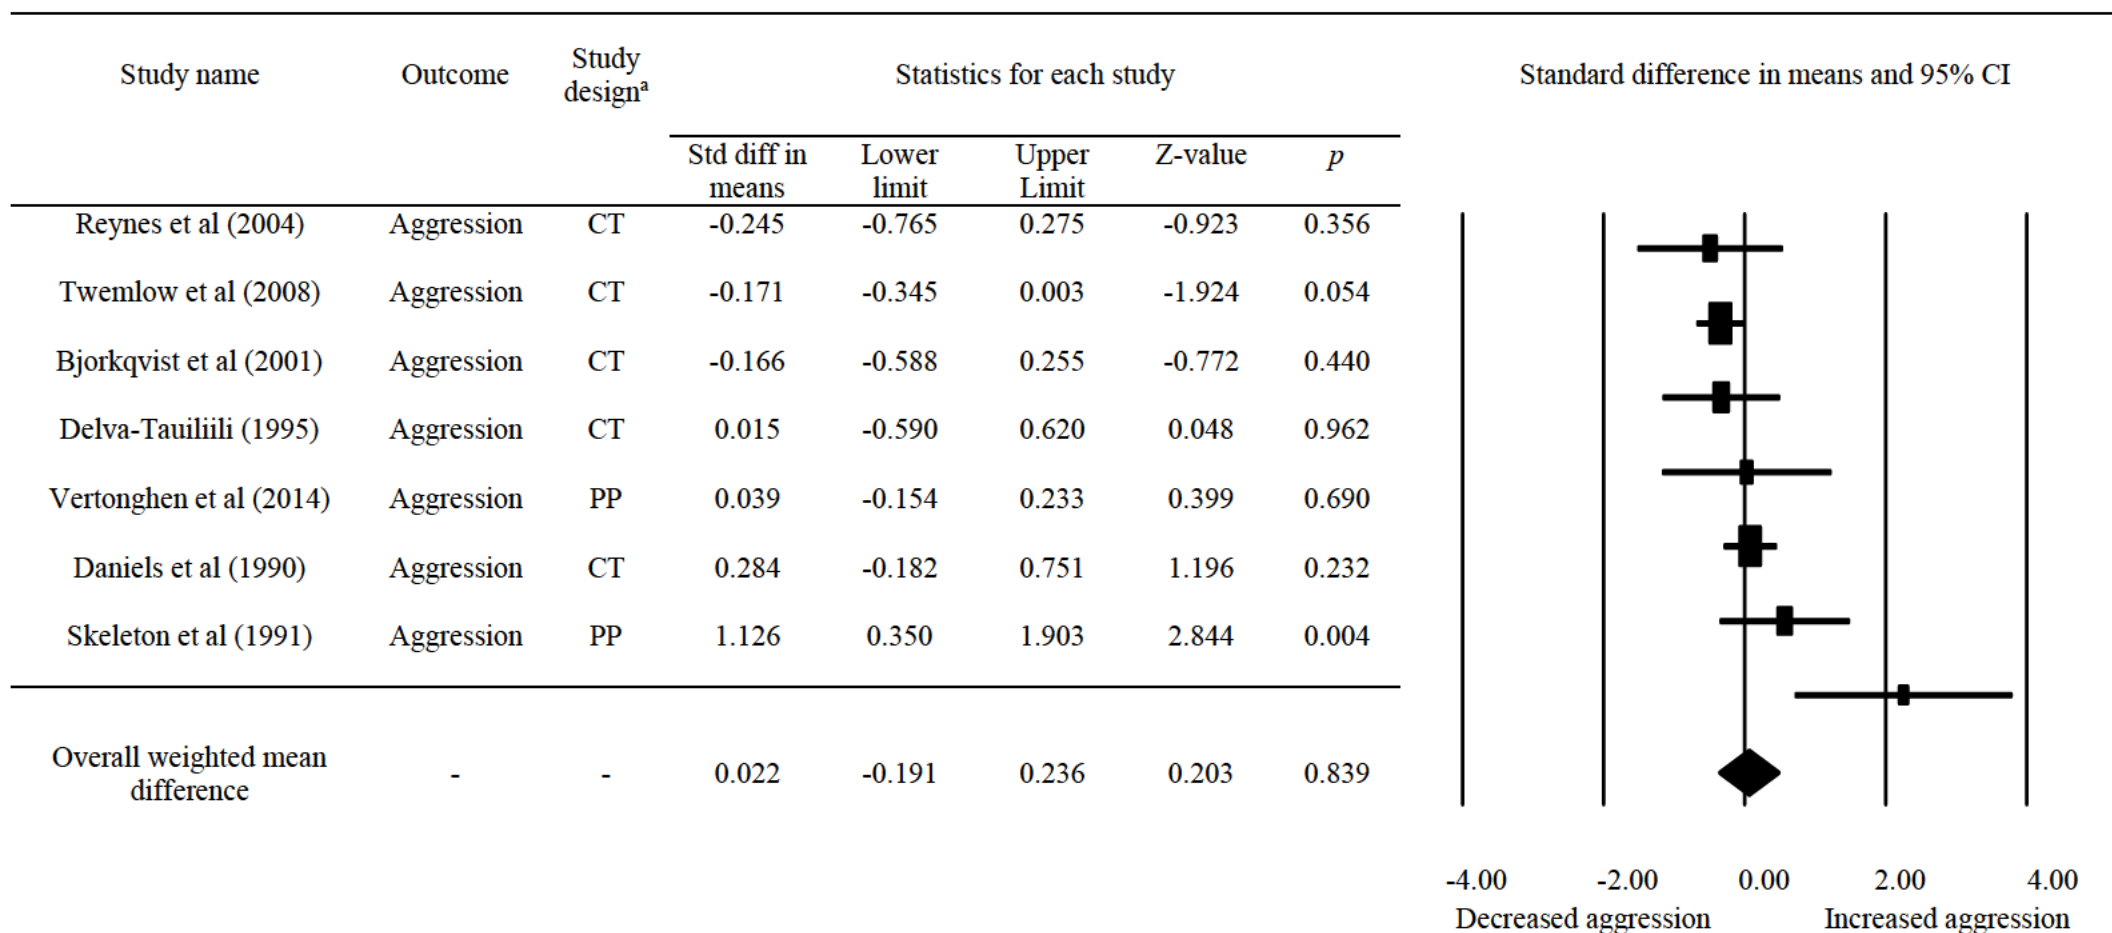 Study name Outcome Study designᵃ Statistics for each study Standard difference in means and 95% CI
Std diff in means Lower limit Upper Limit Z-value p
Reynes et al (2004) Aggression CT -0.245 -0.765 0.275 -0.923 0.356
Twemlow et al (2008) Aggression CT -0.171 -0.345 0.003 -1.924 0.054
Bjorkqvist et al (2001) Aggression CT -0.166 -0.588 0.255 -0.772 0.440
Delva-Tauiliili (1995) Aggression CT 0.015 -0.590 0.620 0.048 0.962
Vertonghen et al (2014) Aggression PP 0.039 -0.154 0.233 0.399 0.690
Daniels et al (1990) Aggression CT 0.284 -0.182 0.751 1.196 0.232
Skeleton et al (1991) Aggression PP 1.126 0.350 1.903 2.844 0.004
Overall weighted mean difference - - 0.022 -0.191 0.236 0.203 0.839
-4.00 -2.00 0.00 2.00 4.00
Decreased aggression Increased aggression